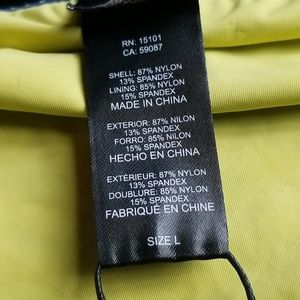 RN: 15101
CA: 59087
SHELL: 87% NYLON
13% SPANDEX
LINING: 85% NYLON
15% SPANDEX
MADE IN CHINA
EXTERIOR: 87% NILON
13% SPANDEX
FORRO: 85% NILON
15% SPANDEX
HECHO EN CHINA
EXTÉRIEUR: 87% NYLON
13% SPANDEX
DOUBLURE: 85% NYLON
15% SPANDEX
FABRIQUÉ EN CHINE
SIZE L